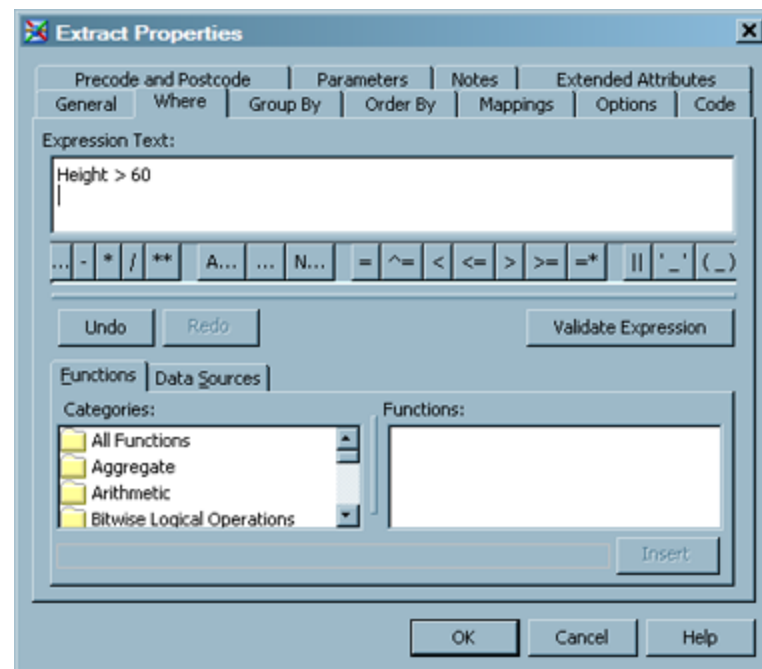 Extract Properties
Precode and Postcode Parameters Notes Extended Attributes
General Where Group By Order By Mappings Options Code
Expression Text:
Height > 60
... - * / ** A... ... N... = ^= < <= > >= =* || '_' (_)
Undo Redo Validate Expression
Functions Data Sources
Categories: Functions:
All Functions
Aggregate
Arithmetic
Bitwise Logical Operations
Insert
OK Cancel Help